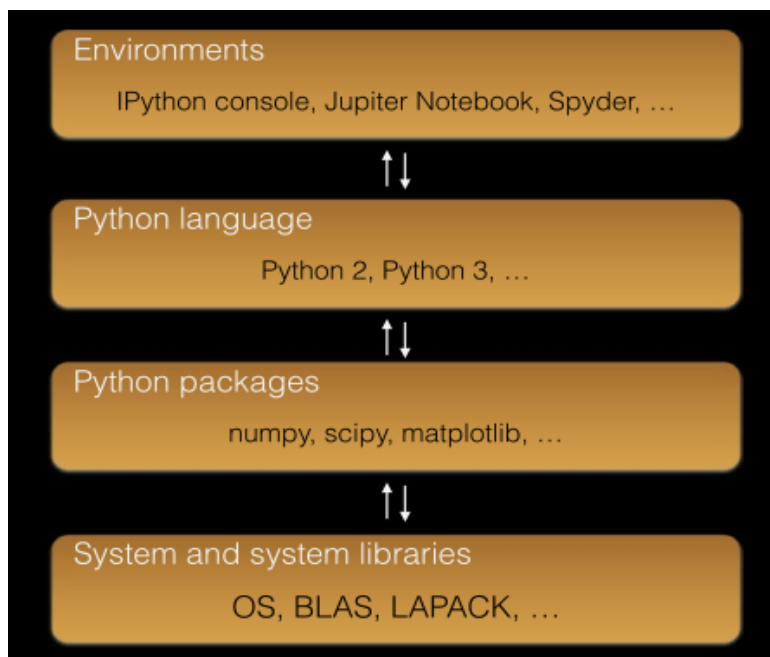 Environments
IPython console, Jupiter Notebook, Spyder, …
Python language
Python 2, Python 3, …
Python packages
numpy, scipy, matplotlib, …
System and system libraries
OS, BLAS, LAPACK, …